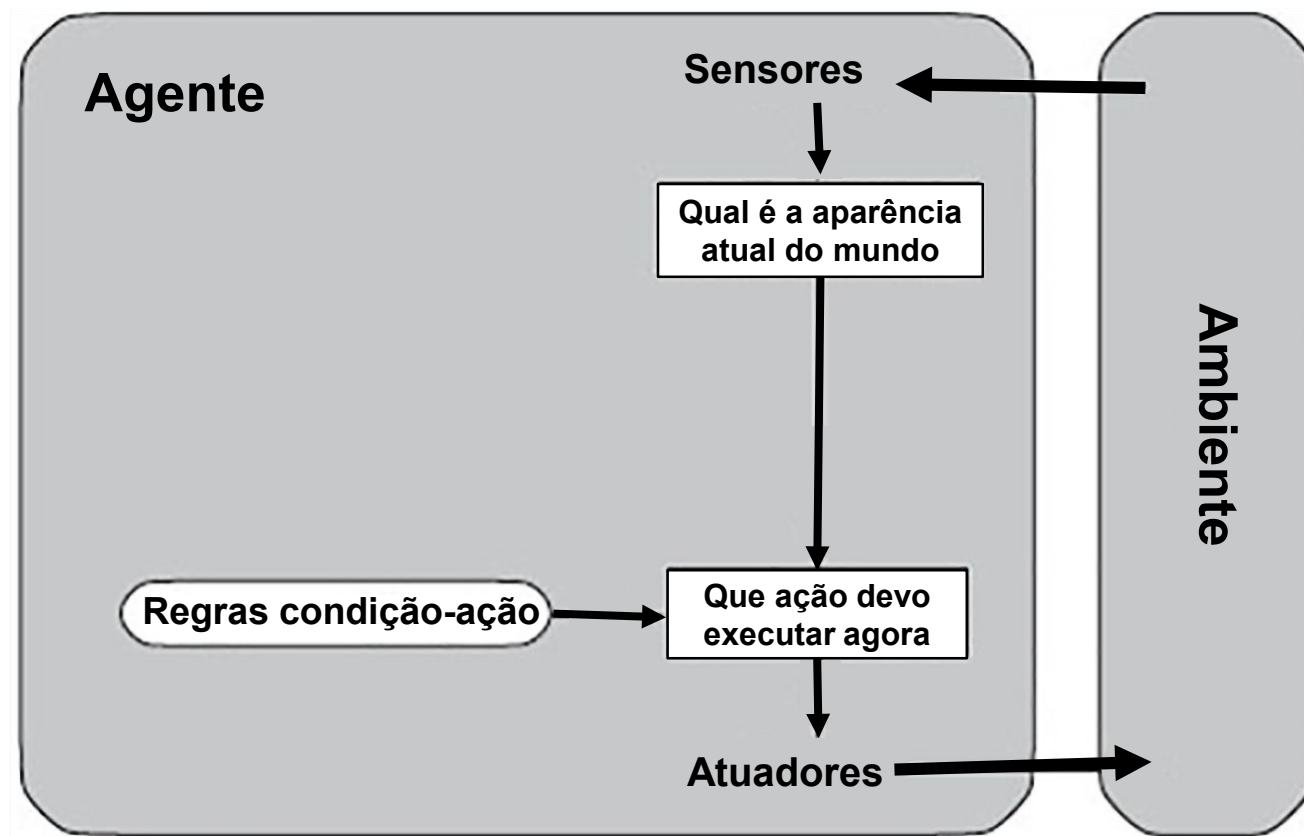 Agente
Sensores
Qual é a aparência
atual do mundo
Ambiente
Regras condição-ação
Que ação devo
executar agora
Atuadores